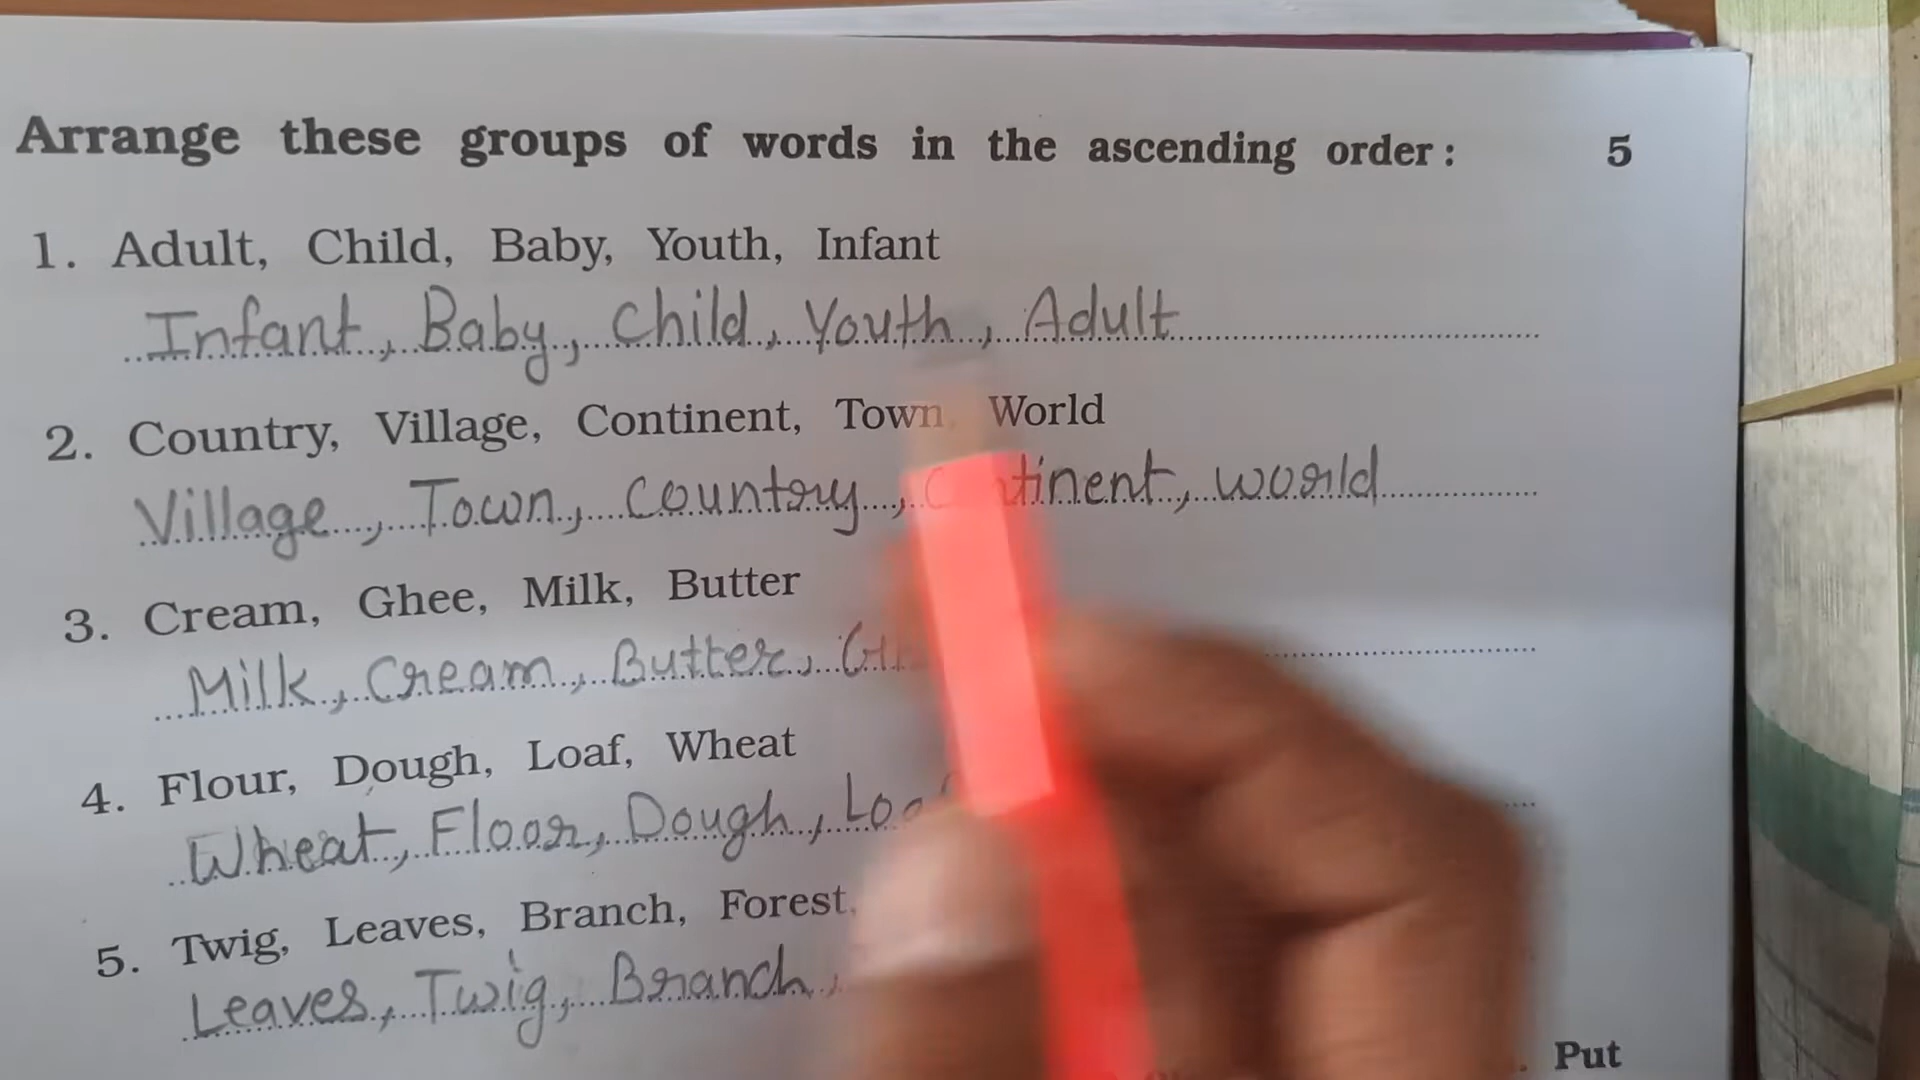 Arrange these groups of words in the ascending order : 5
1. Adult, Child, Baby, Youth, Infant
Infant, Baby, Child, Youth, Adult
2. Country, Village, Continent, Town, World
Village, Town, Country, Continent, World
3. Cream, Ghee, Milk, Butter
Milk, Cream, Butter,
4. Flour, Dough, Loaf, Wheat
Wheat, Floor, Dough,
5. Twig, Leaves, Branch, Forest,
Leaves, Twig, Branch,
Put